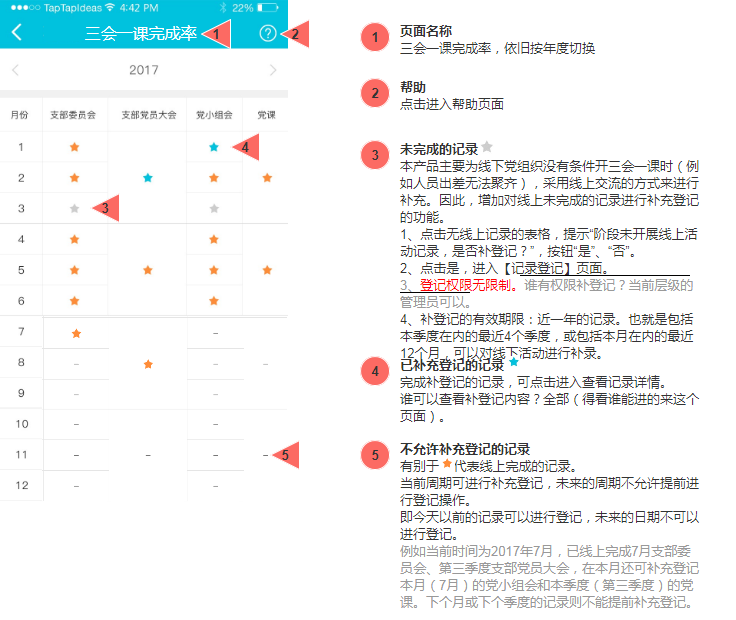 TapTapIdeas 4:42 PM 22%
三会一课完成率 1 2
2017
月份 支部委员会 支部党员大会 党小组会 党课
1 4
2
3 3
4
5
6
7 –
8 – – –
9 – –
10 – –
11 – – – – 5
12 – –
1 页面名称
三会一课完成率，依旧按年度切换
2 帮助
点击进入帮助页面
3 未完成的记录
本产品主要为线下党组织没有条件开三会一课时（例
如人员出差无法聚齐），采用线上交流的方式来进行
补充。因此，增加对线上未完成的记录进行补充登记
的功能。
1、点击无线上记录的表格，提示“阶段未开展线上活
动记录，是否补登记？”，按钮“是”、“否”。
2、点击是，进入【记录登记】页面。
3、登记权限无限制。谁有权限补登记？当前层级的
管理员可以。
4、补登记的有效期限：近一年的记录。也就是包括
本季度在内的最近4个季度，或包括本月在内的最近
12个月，可以对线下活动进行补录。
4 已补充登记的记录
完成补登记的记录，可点击进入查看记录详情。
谁可以查看补登记内容？全部（得看谁能进的来这个
页面）。
5 不允许补充登记的记录
有别于 代表线上完成的记录。
当前周期可进行补充登记，未来的周期不允许提前进
行登记操作。
即今天以前的记录可以进行登记，未来的日期不可以
进行登记。
例如当前时间为2017年7月，已线上完成7月支部委
员会、第三季度支部党员大会，在本月还可补充登记
本月（7月）的党小组会和本季度（第三季度）的党
课。下个月或下个季度的记录则不能提前补充登记。